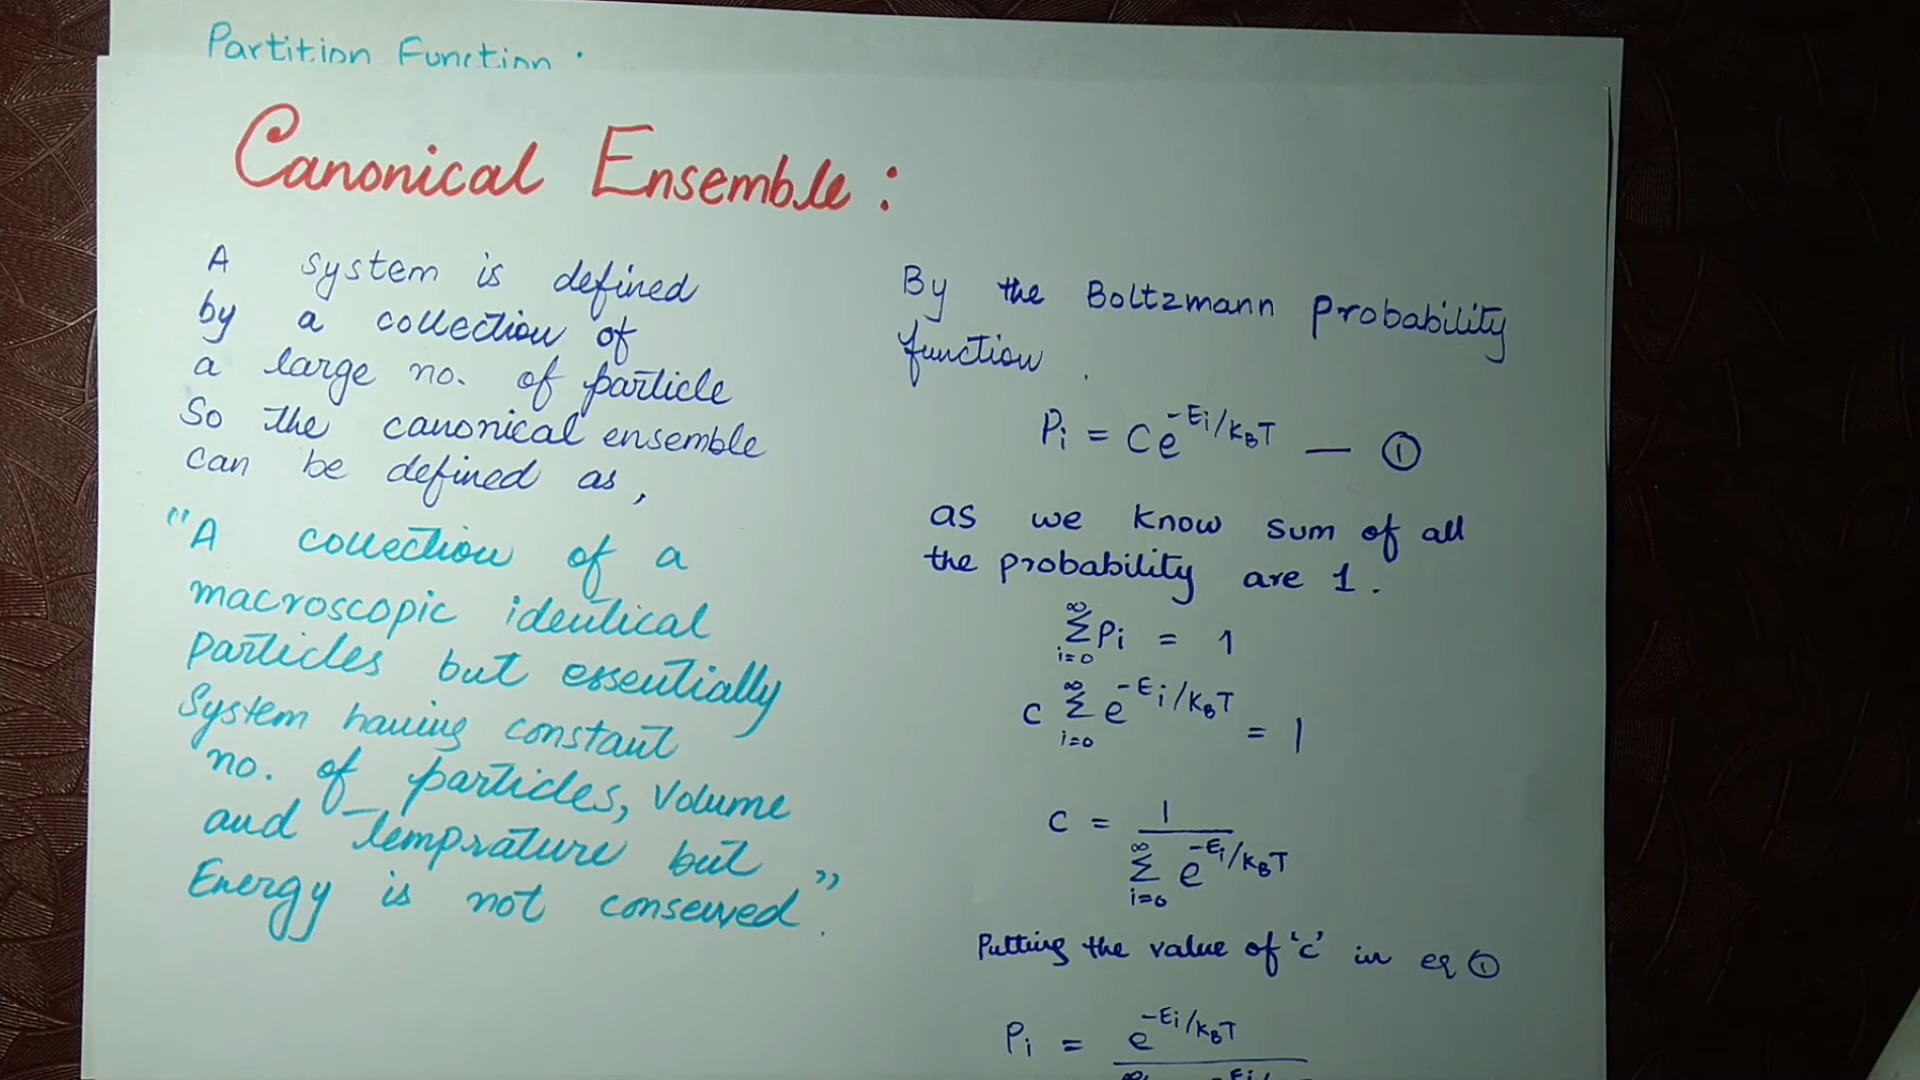 Partition Function.
Canonical Ensemble:
A system is defined
by a collection of
a large no. of particle
So the canonical ensemble
can be defined as,
"A collection of a
macroscopic identical
particles but essentially
System having constant
no. of particles, Volume
and Temprature but
Energy is not conserved."
By the Boltzmann Probability
function.
Pi = Ce^-Ei/KBT — ①
as we know sum of all
the probability are 1.
∞
Σ Pi = 1
i=0
∞
c Σ e^-Ei/KBT = 1
i=0
c = 1
∞
Σ e^-Ei/KBT
i=0
Putting the value of 'c' in eq ①
Pi = e^-Ei/KBT